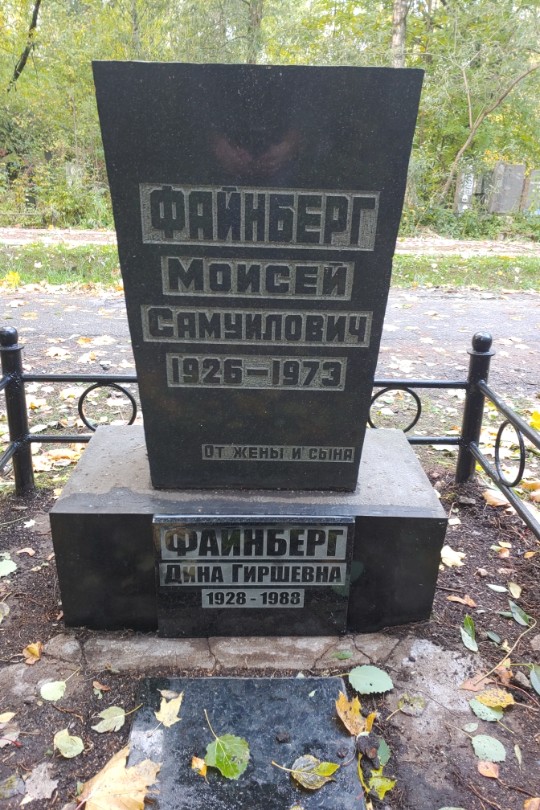 ФАЙНБЕРГ
МОИСЕЙ
САМУИЛОВИЧ
1926-1973
ОТ ЖЕНЫ И СЫНА
ФАЙНБЕРГ
ДИНА ГИРШЕВНА
1928 - 1988